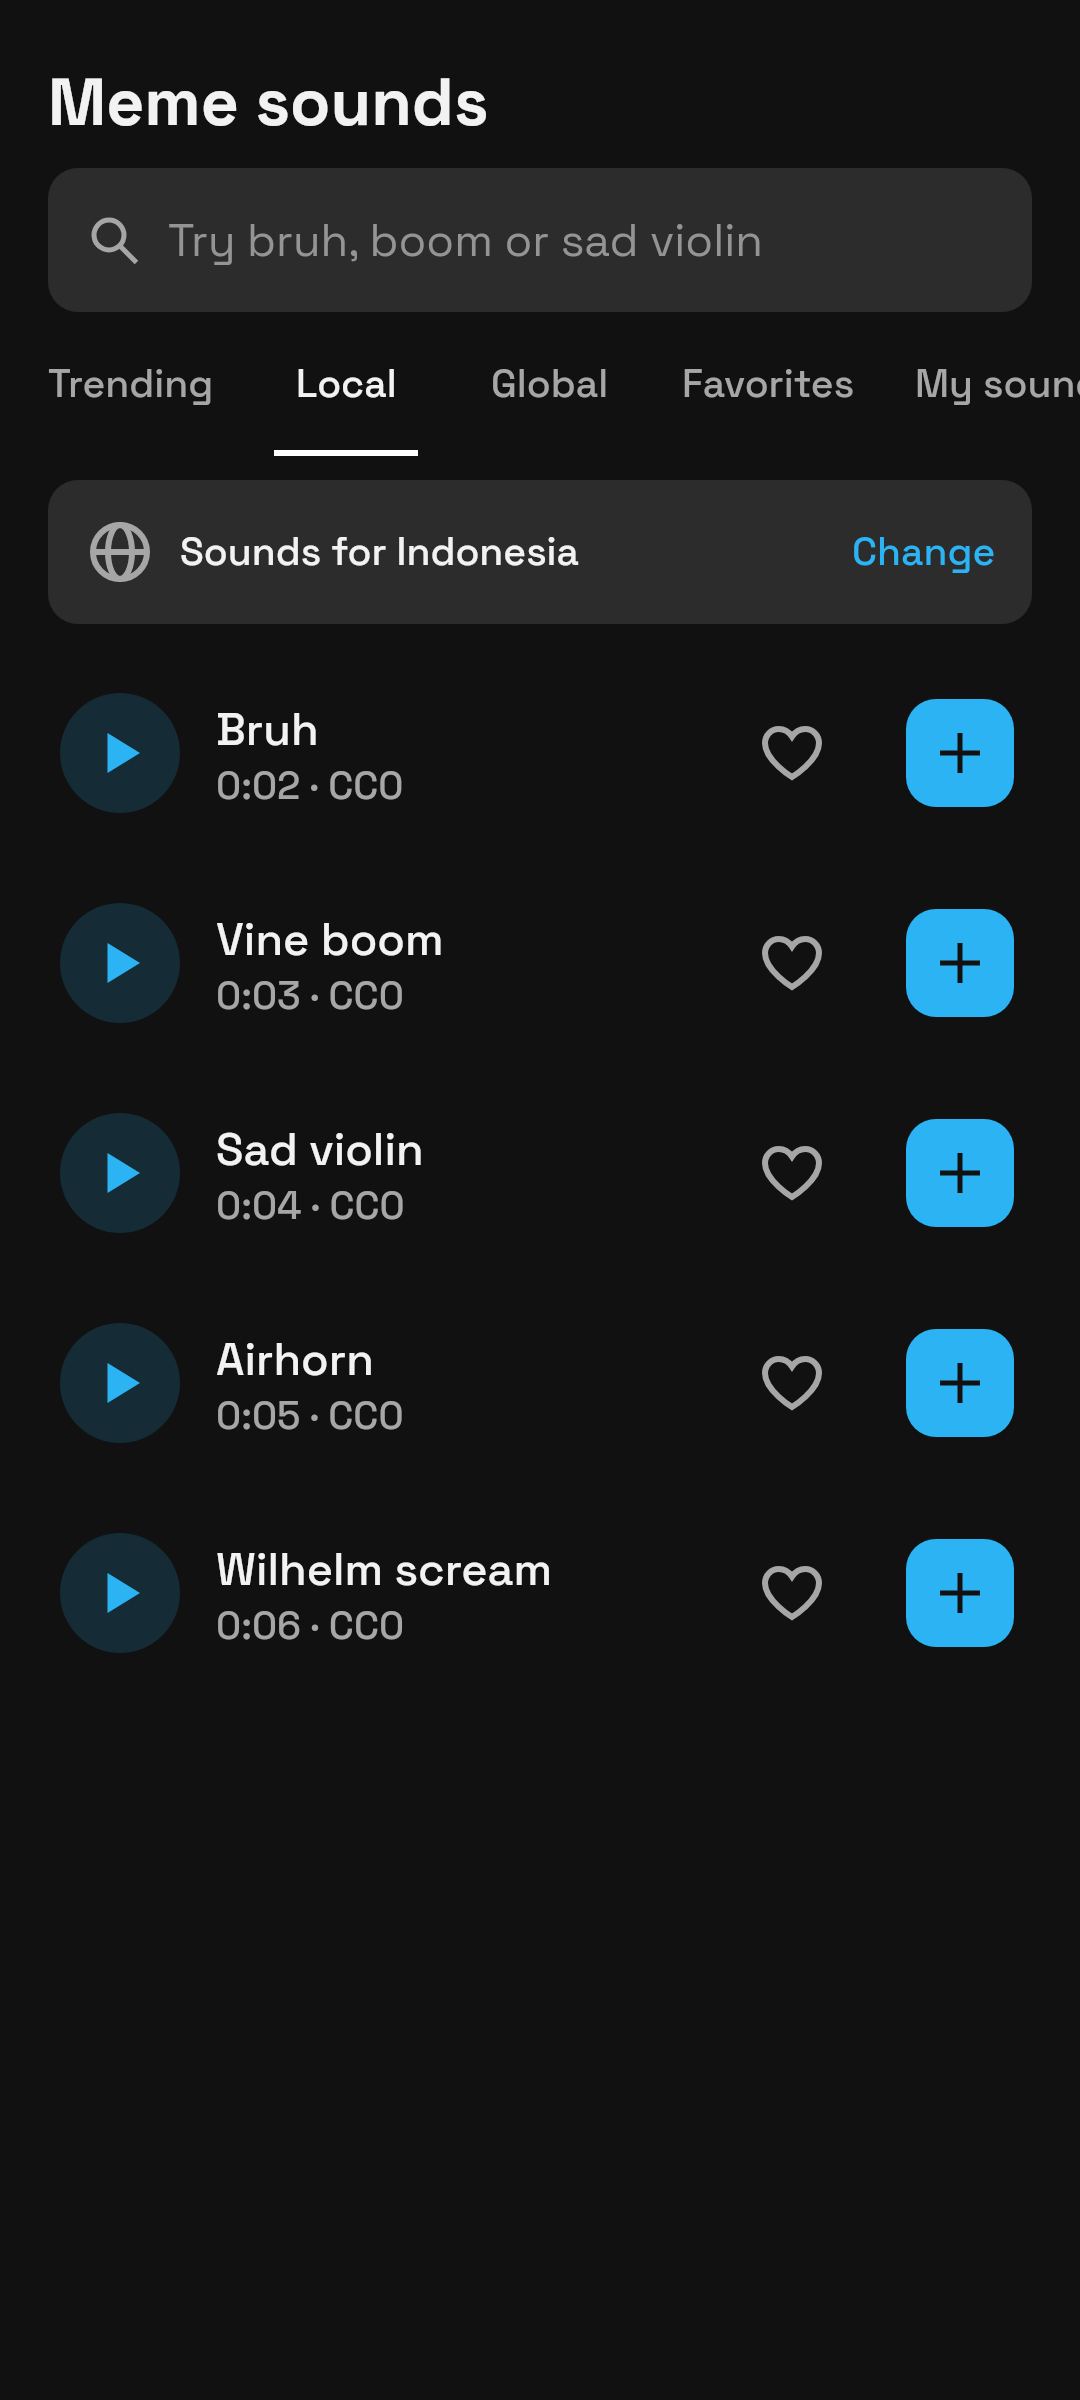 Meme sounds
Try bruh, boom or sad violin
Trending Local Global Favorites My soun
Sounds for Indonesia Change
Bruh
0:02 · CC0
Vine boom
0:03 · CC0
Sad violin
0:04 · CC0
Airhorn
0:05 · CC0
Wilhelm scream
0:06 · CC0